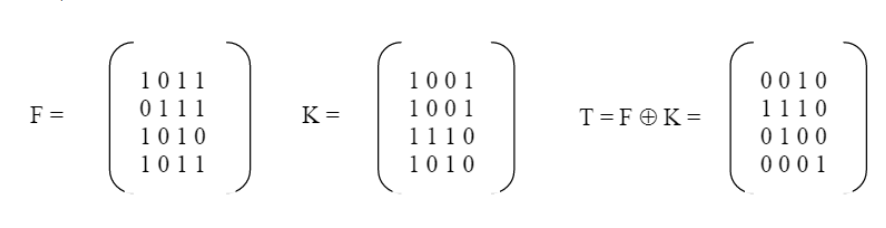 1 0 1 1 1 0 0 1 0 0 1 0
0 1 1 1 1 0 0 1 1 1 1 0
F = K = T = F ⊕ K =
1 0 1 0 1 1 1 0 0 1 0 0
1 0 1 1 1 0 1 0 0 0 0 1